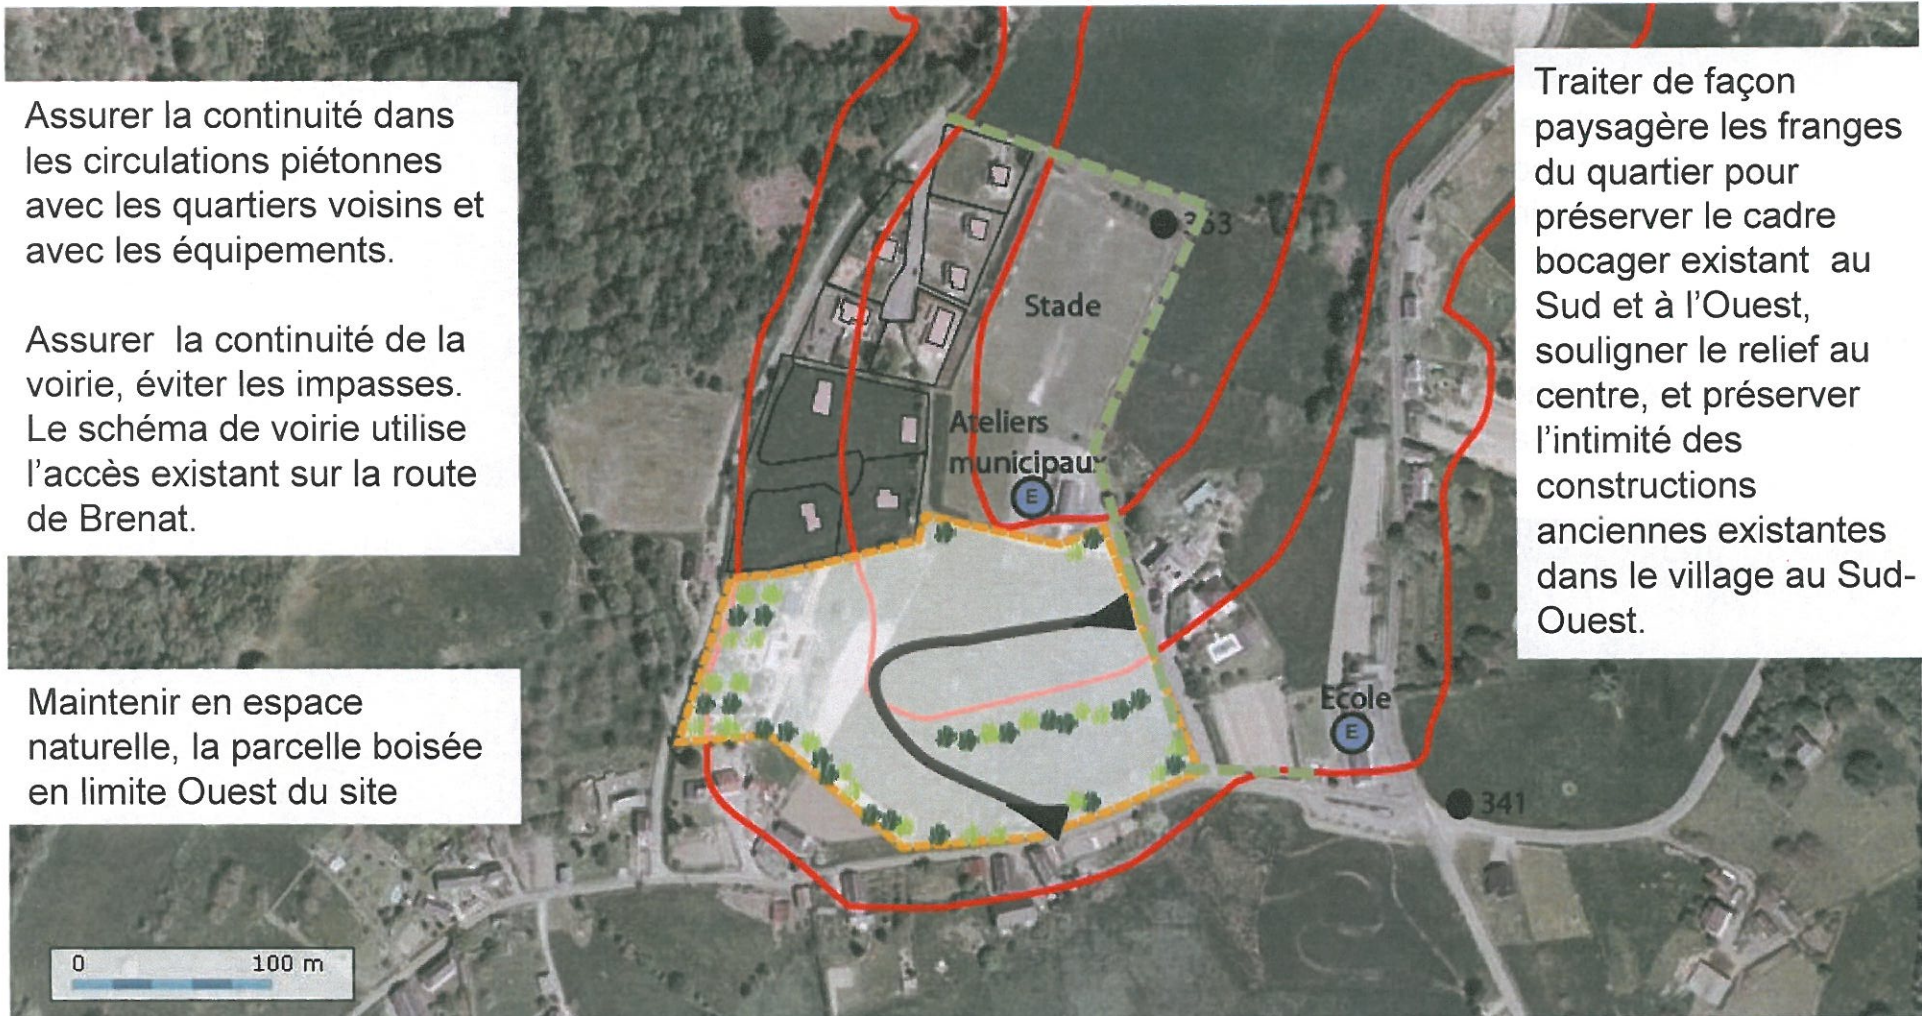 Assurer la continuité dans
les circulations piétonnes
avec les quartiers voisins et
avec les équipements.
Assurer la continuité de la
voirie, éviter les impasses.
Le schéma de voirie utilise
l'accès existant sur la route
de Brenat.
Maintenir en espace
naturelle, la parcelle boisée
en limite Ouest du site
0 100 m
363
Stade
Ateliers
municipaux
E
Ecole
E
341
Traiter de façon
paysagère les franges
du quartier pour
préserver le cadre
bocager existant au
Sud et à l'Ouest,
souligner le relief au
centre, et préserver
l'intimité des
constructions
anciennes existantes
dans le village au Sud-
Ouest.